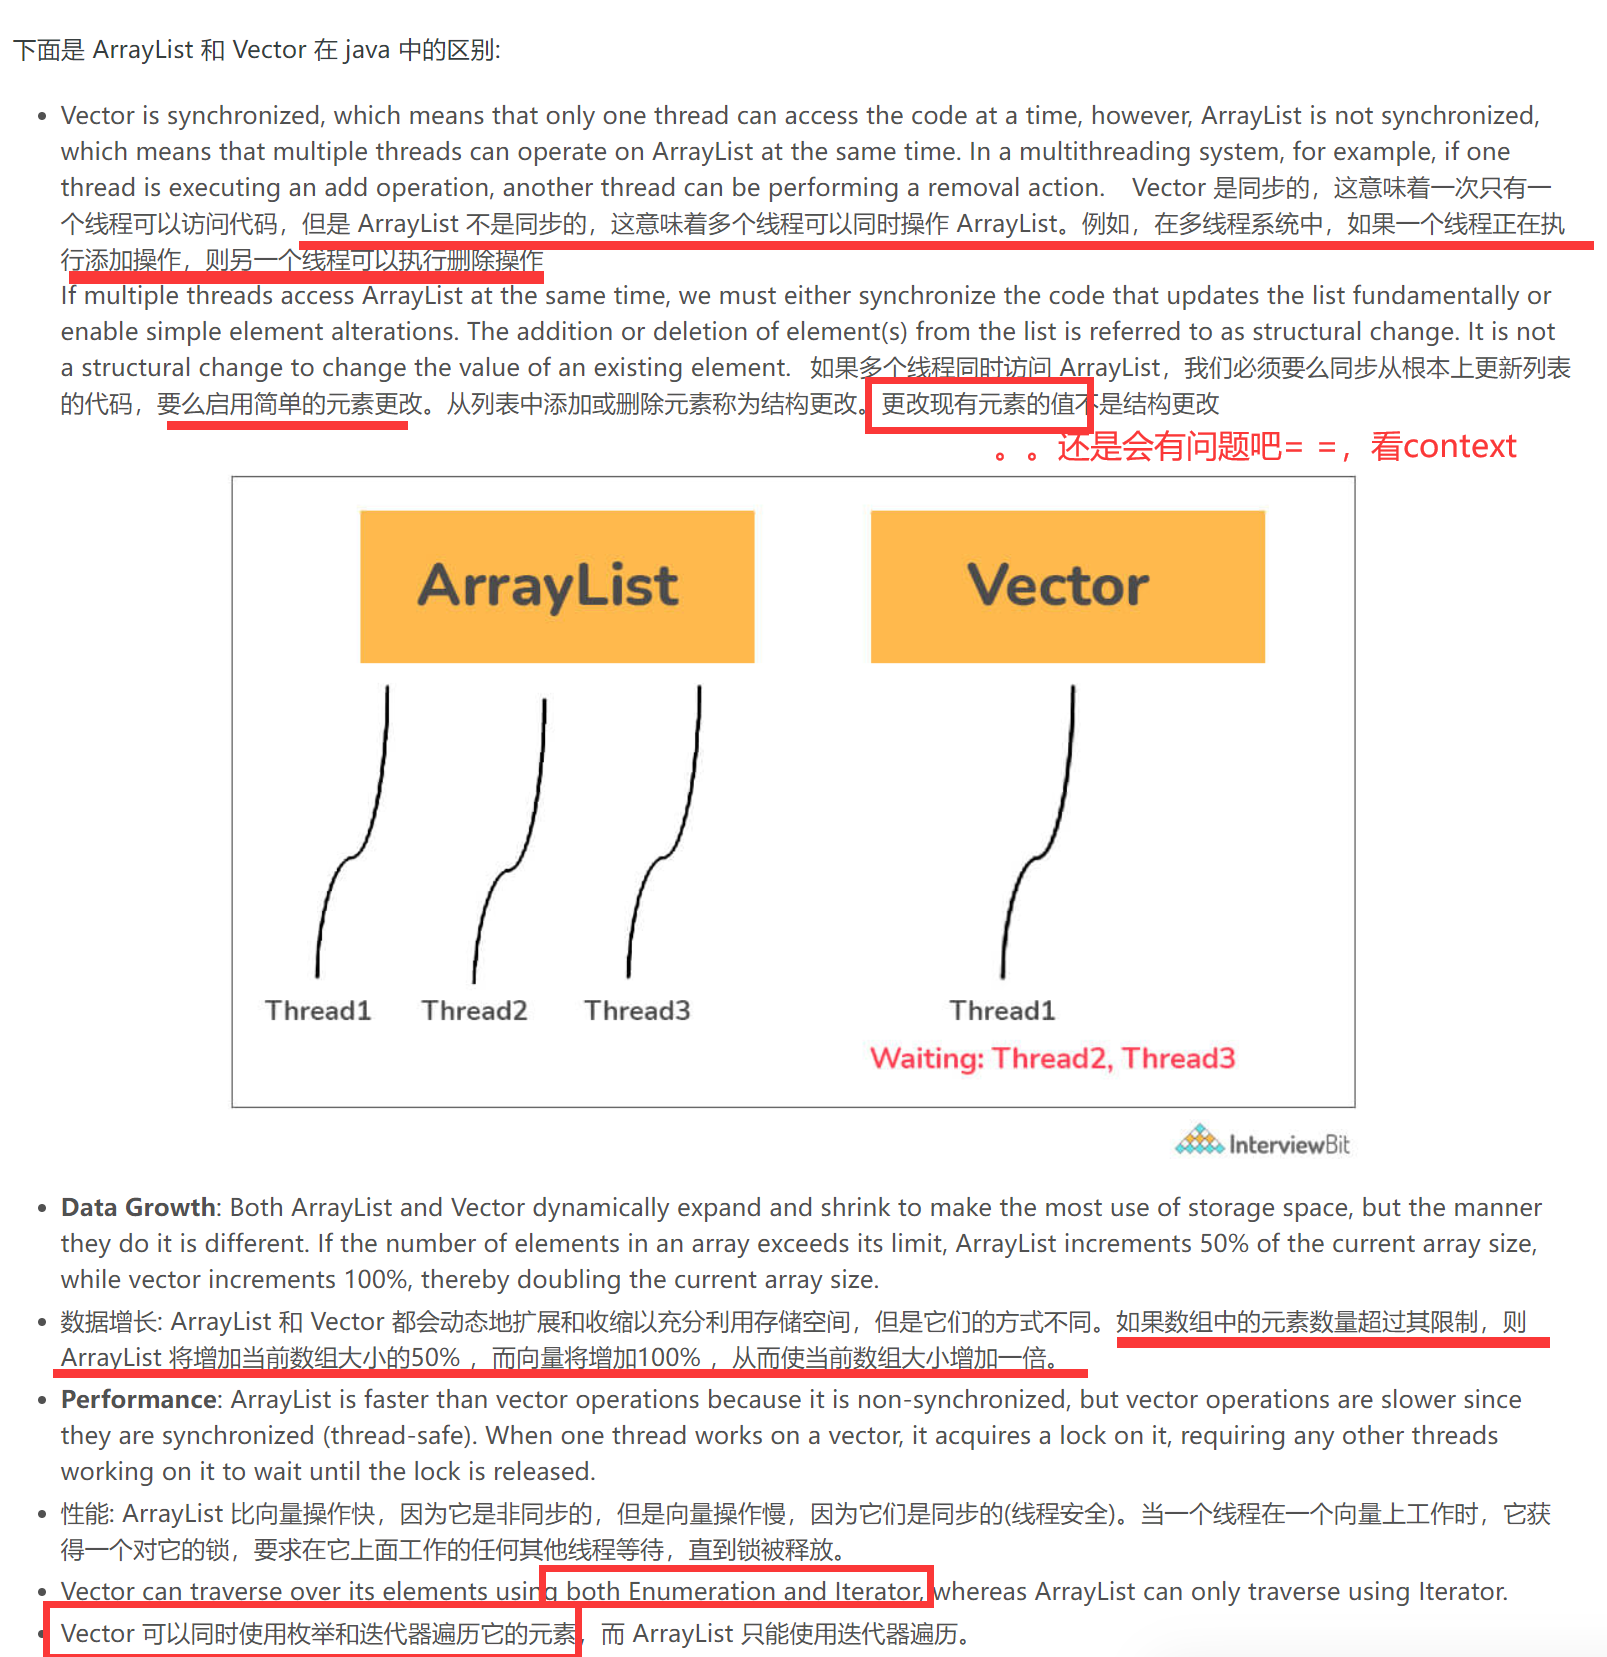 下面是 ArrayList 和 Vector 在 java 中的区别:
Vector is synchronized, which means that only one thread can access the code at a time, however, ArrayList is not synchronized,
which means that multiple threads can operate on ArrayList at the same time. In a multithreading system, for example, if one
thread is executing an add operation, another thread can be performing a removal action. Vector 是同步的，这意味着一次只有一
个线程可以访问代码，但是 ArrayList 不是同步的，这意味着多个线程可以同时操作 ArrayList。例如，在多线程系统中，如果一个线程正在执
行添加操作，则另一个线程可以执行删除操作
If multiple threads access ArrayList at the same time, we must either synchronize the code that updates the list fundamentally or
enable simple element alterations. The addition or deletion of element(s) from the list is referred to as structural change. It is not
a structural change to change the value of an existing element. 如果多个线程同时访问 ArrayList，我们必须要么同步从根本上更新列表
的代码，要么启用简单的元素更改。从列表中添加或删除元素称为结构更改。更改现有元素的值不是结构更改
。。还是会有问题吧= =，看context
ArrayList
Vector
Thread1
Thread2
Thread3
Thread1
Waiting: Thread2, Thread3
InterviewBit
Data Growth: Both ArrayList and Vector dynamically expand and shrink to make the most use of storage space, but the manner
they do it is different. If the number of elements in an array exceeds its limit, ArrayList increments 50% of the current array size,
while vector increments 100%, thereby doubling the current array size.
数据增长: ArrayList 和 Vector 都会动态地扩展和收缩以充分利用存储空间，但是它们的方式不同。如果数组中的元素数量超过其限制，则
ArrayList 将增加当前数组大小的50% ，而向量将增加100% ，从而使当前数组大小增加一倍。
Performance: ArrayList is faster than vector operations because it is non-synchronized, but vector operations are slower since
they are synchronized (thread-safe). When one thread works on a vector, it acquires a lock on it, requiring any other threads
working on it to wait until the lock is released.
性能: ArrayList 比向量操作快，因为它是非同步的，但是向量操作慢，因为它们是同步的(线程安全)。当一个线程在一个向量上工作时，它获
得一个对它的锁，要求在它上面工作的任何其他线程等待，直到锁被释放。
Vector can traverse over its elements using both Enumeration and Iterator, whereas ArrayList can only traverse using Iterator.
Vector 可以同时使用枚举和迭代器遍历它的元素，而 ArrayList 只能使用迭代器遍历。